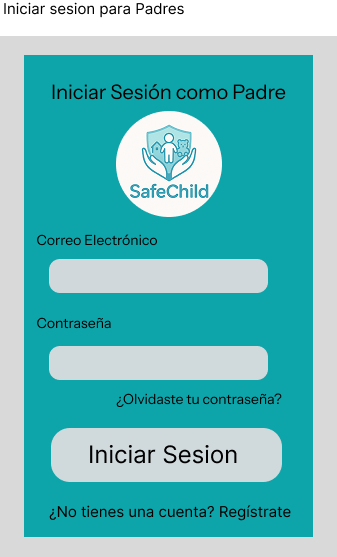 Iniciar sesion para Padres
Iniciar Sesión como Padre
SafeChild
Correo Electrónico
Contraseña
¿Olvidaste tu contraseña?
Iniciar Sesion
¿No tienes una cuenta? Regístrate